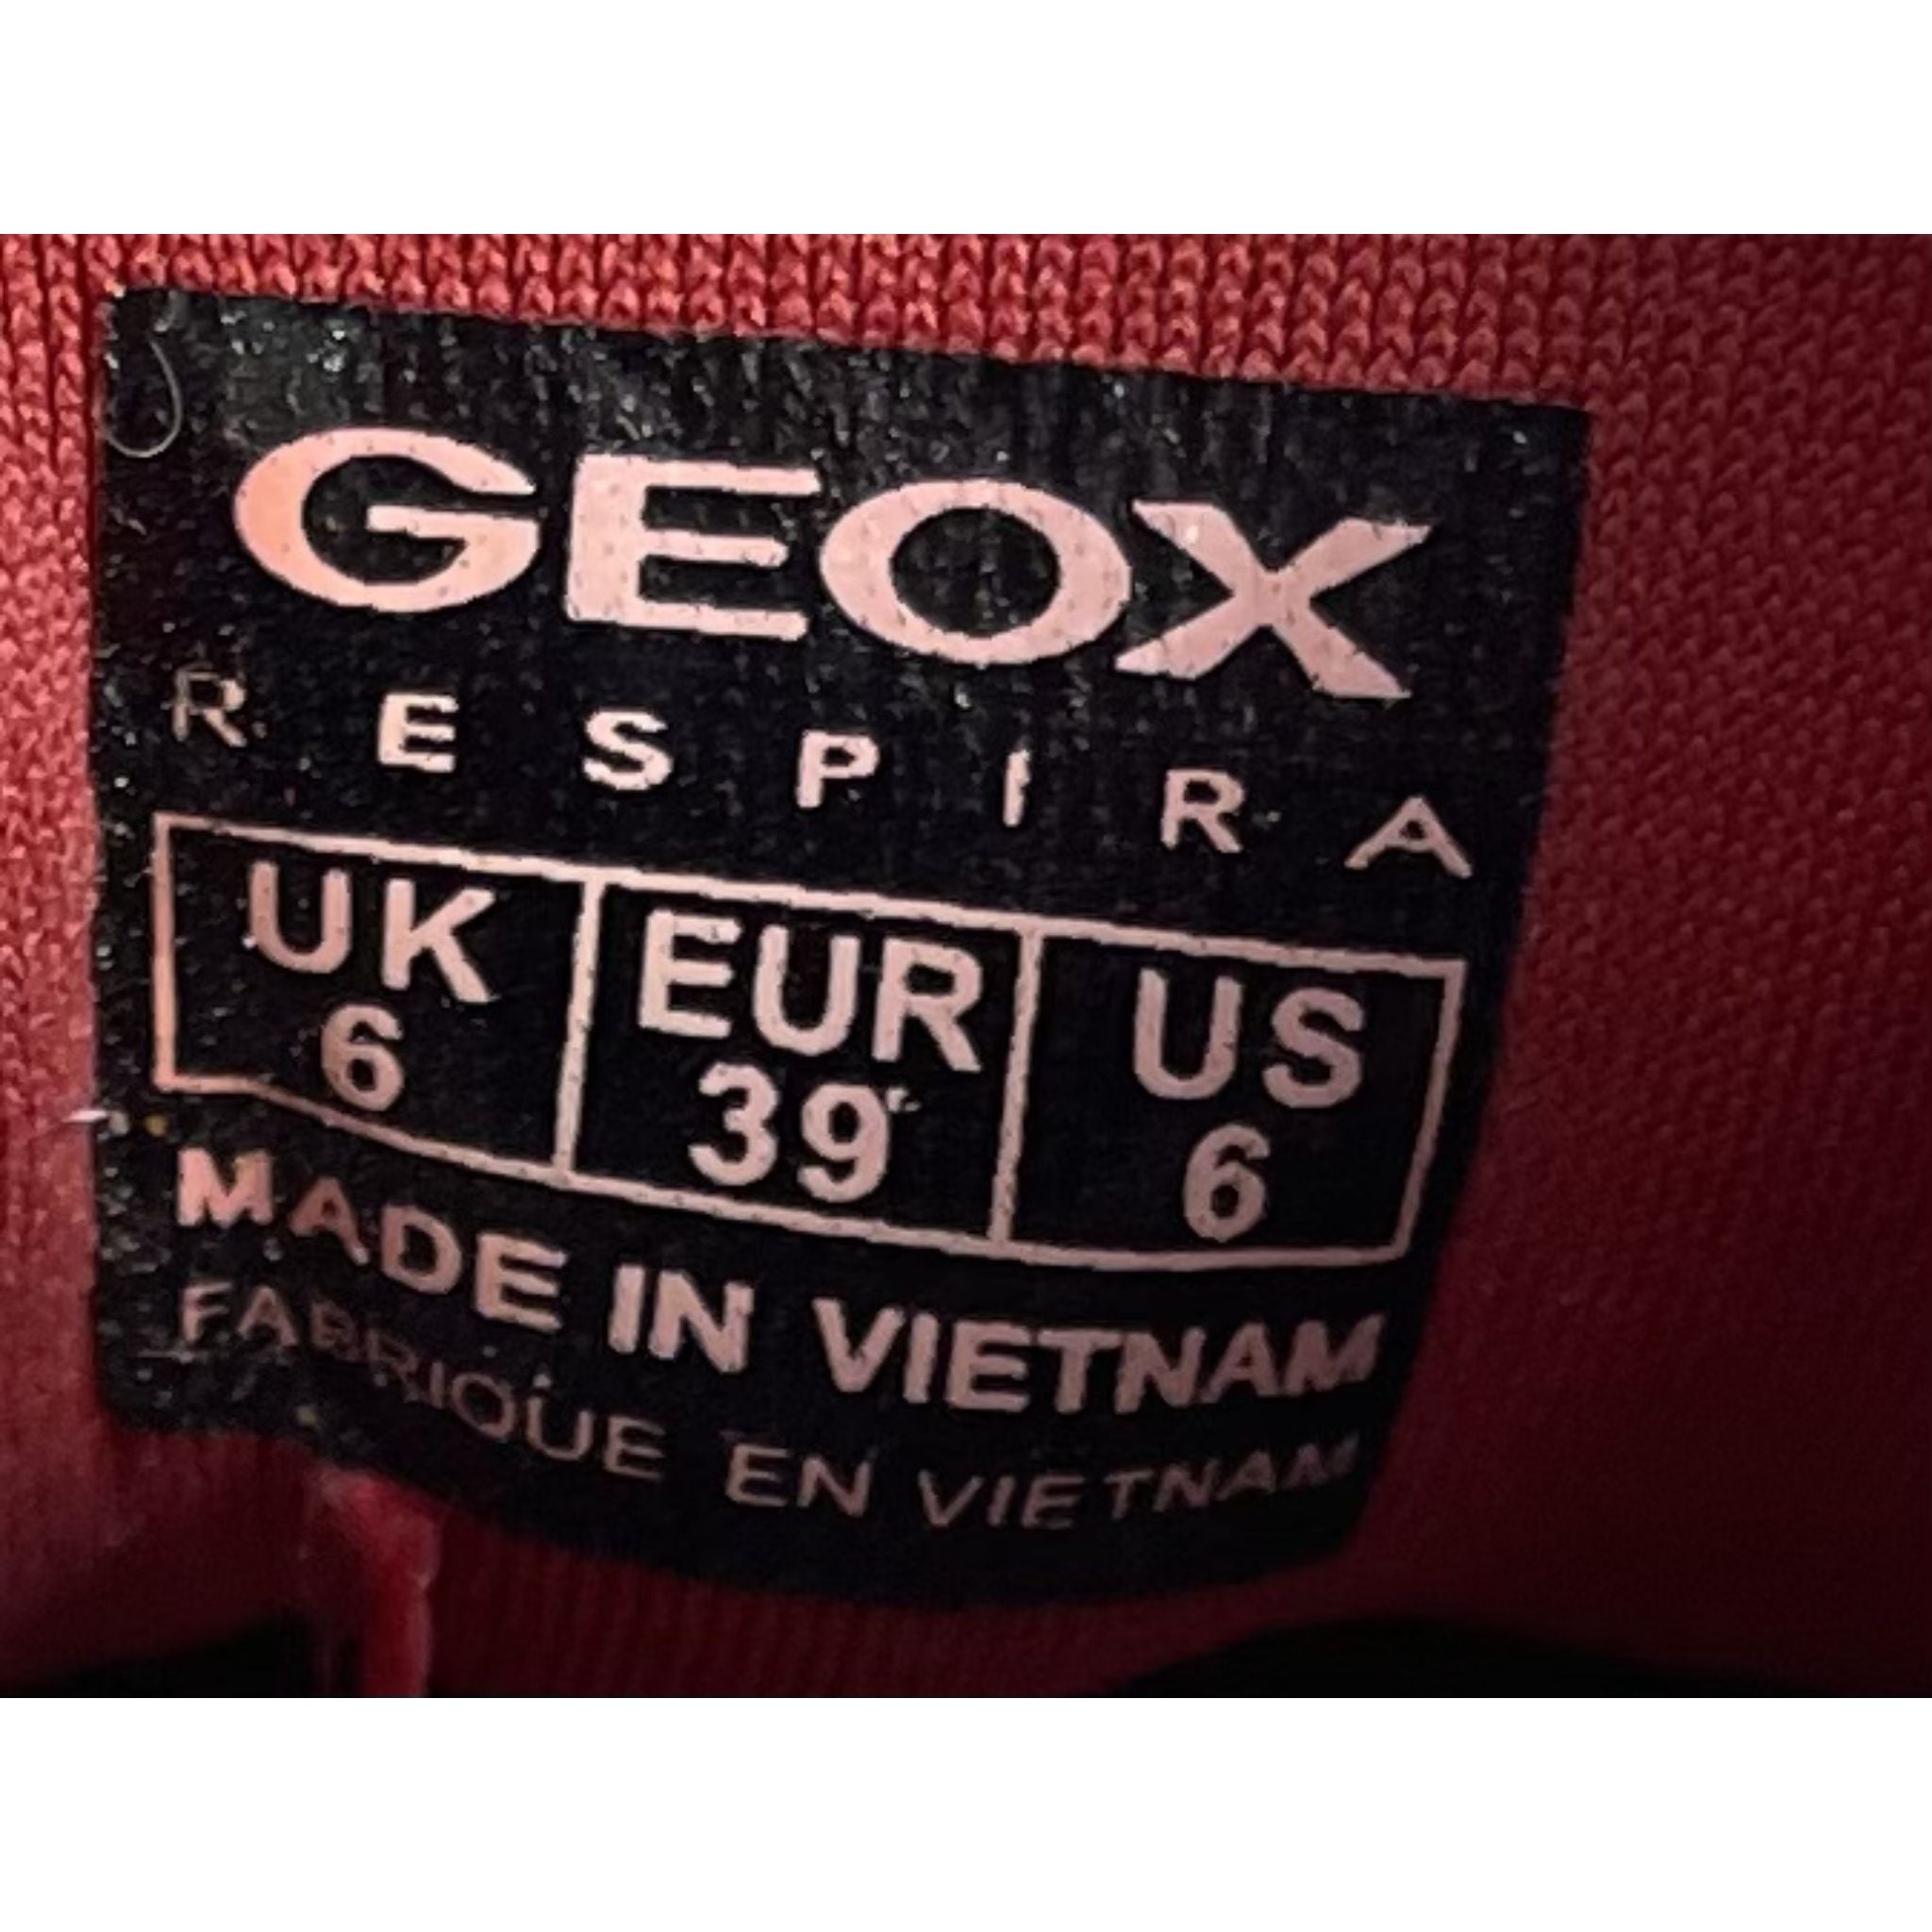 GEOX
RESPIRA
UK EUR US
6 39 6
MADE IN VIETNAM
FABRIQUE EN VIETNAM